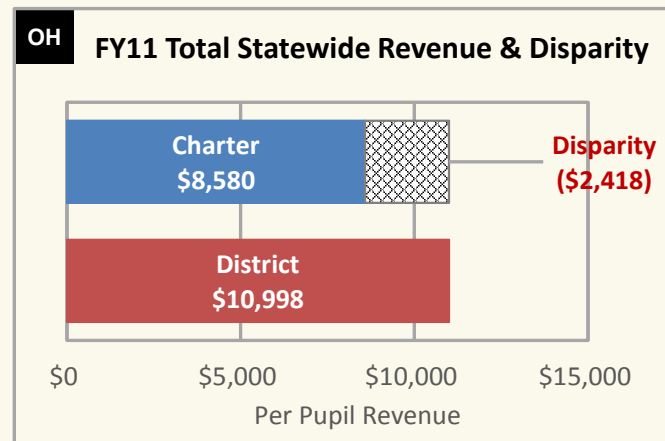 OH
FY11 Total Statewide Revenue & Disparity
Charter
$8,580
Disparity
($2,418)
District
$10,998
$0
$5,000
$10,000
$15,000
Per Pupil Revenue